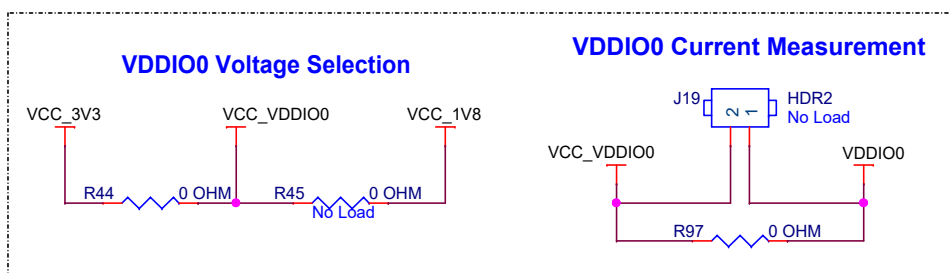 VDDIO0 Voltage Selection
VCC_3V3
VCC_VDDIO0
VCC_1V8
R44
0 OHM
R45
0 OHM
No Load
VDDIO0 Current Measurement
J19
2
1
HDR2
No Load
VCC_VDDIO0
VDDIO0
R97
0 OHM